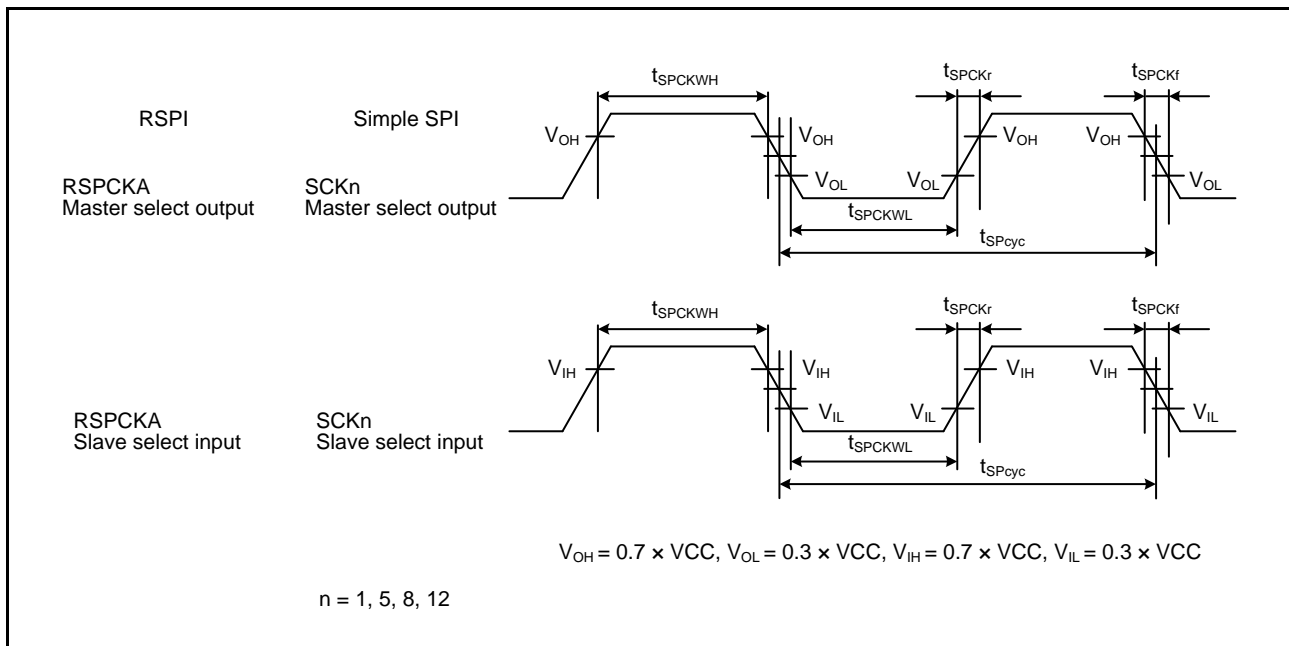 tSPCKWH
tSPCKr
tSPCKf
RSPI
Simple SPI
VOH
VOH
VOH
VOH
RSPCKA
Master select output
SCKn
Master select output
VOL
VOL
VOL
tSPCKWL
tSPcyc
tSPCKWH
tSPCKr
tSPCKf
VIH
VIH
VIH
VIH
RSPCKA
Slave select input
SCKn
Slave select input
VIL
VIL
VIL
tSPCKWL
tSPcyc
VOH = 0.7 × VCC, VOL = 0.3 × VCC, VIH = 0.7 × VCC, VIL = 0.3 × VCC
n = 1, 5, 8, 12